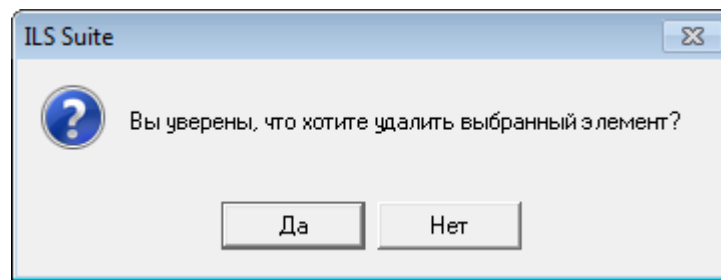 ILS Suite
Вы уверены, что хотите удалить выбранный элемент?
Да
Нет